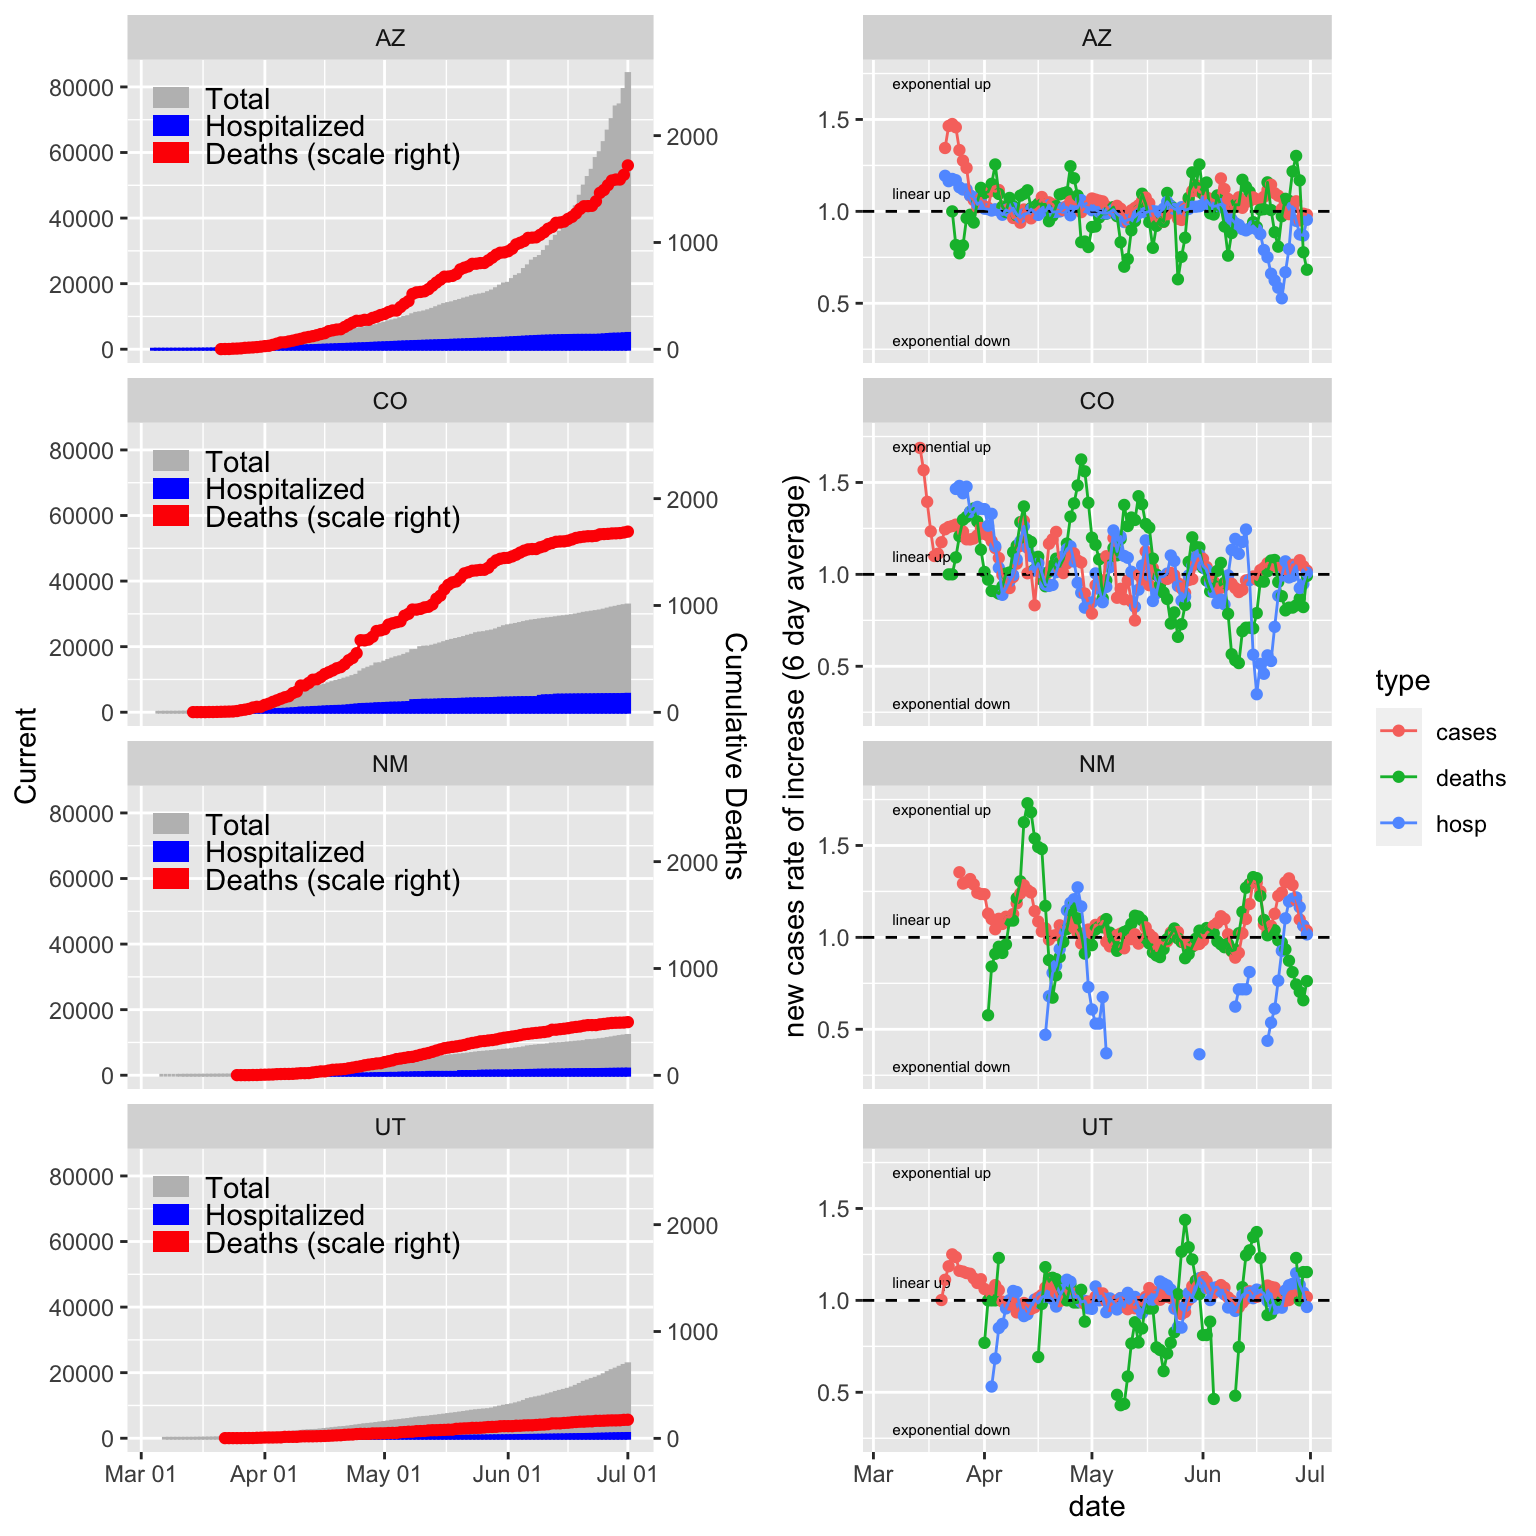 AZ
80000
60000
40000
20000
0
Total
Hospitalized
Deaths (scale right)
2000
1000
0
CO
80000
60000
40000
20000
0
Total
Hospitalized
Deaths (scale right)
2000
1000
0
NM
80000
60000
40000
20000
0
Total
Hospitalized
Deaths (scale right)
2000
1000
0
UT
80000
60000
40000
20000
0
Total
Hospitalized
Deaths (scale right)
2000
1000
0
Mar 01
Apr 01
May 01
Jun 01
Jul 01
Current
Cumulative Deaths
AZ
1.5
1.0
0.5
exponential up
linear up
exponential down
CO
1.5
1.0
0.5
exponential up
linear up
exponential down
NM
1.5
1.0
0.5
exponential up
linear up
exponential down
UT
1.5
1.0
0.5
exponential up
linear up
exponential down
Mar
Apr
May
Jun
Jul
date
new cases rate of increase (6 day average)
type
cases
deaths
hosp